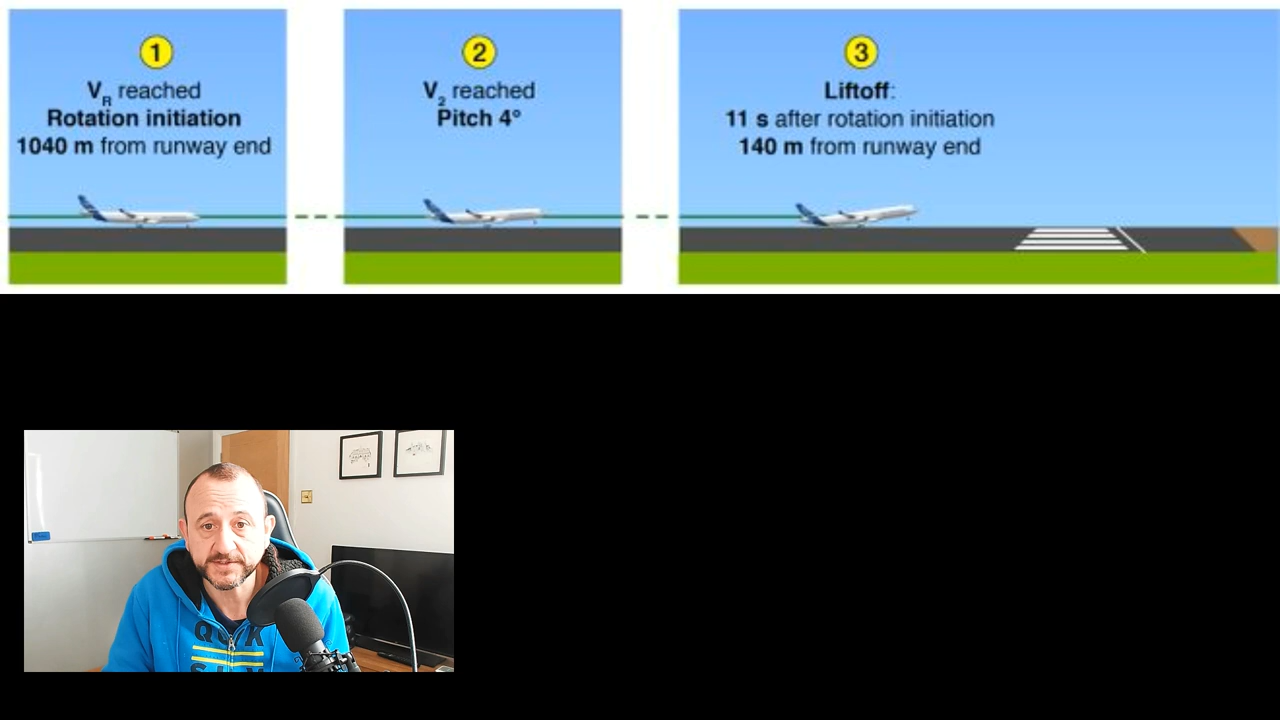 1
VR reached
Rotation initiation
1040 m from runway end
2
V2 reached
Pitch 4°
3
Liftoff:
11 s after rotation initiation
140 m from runway end